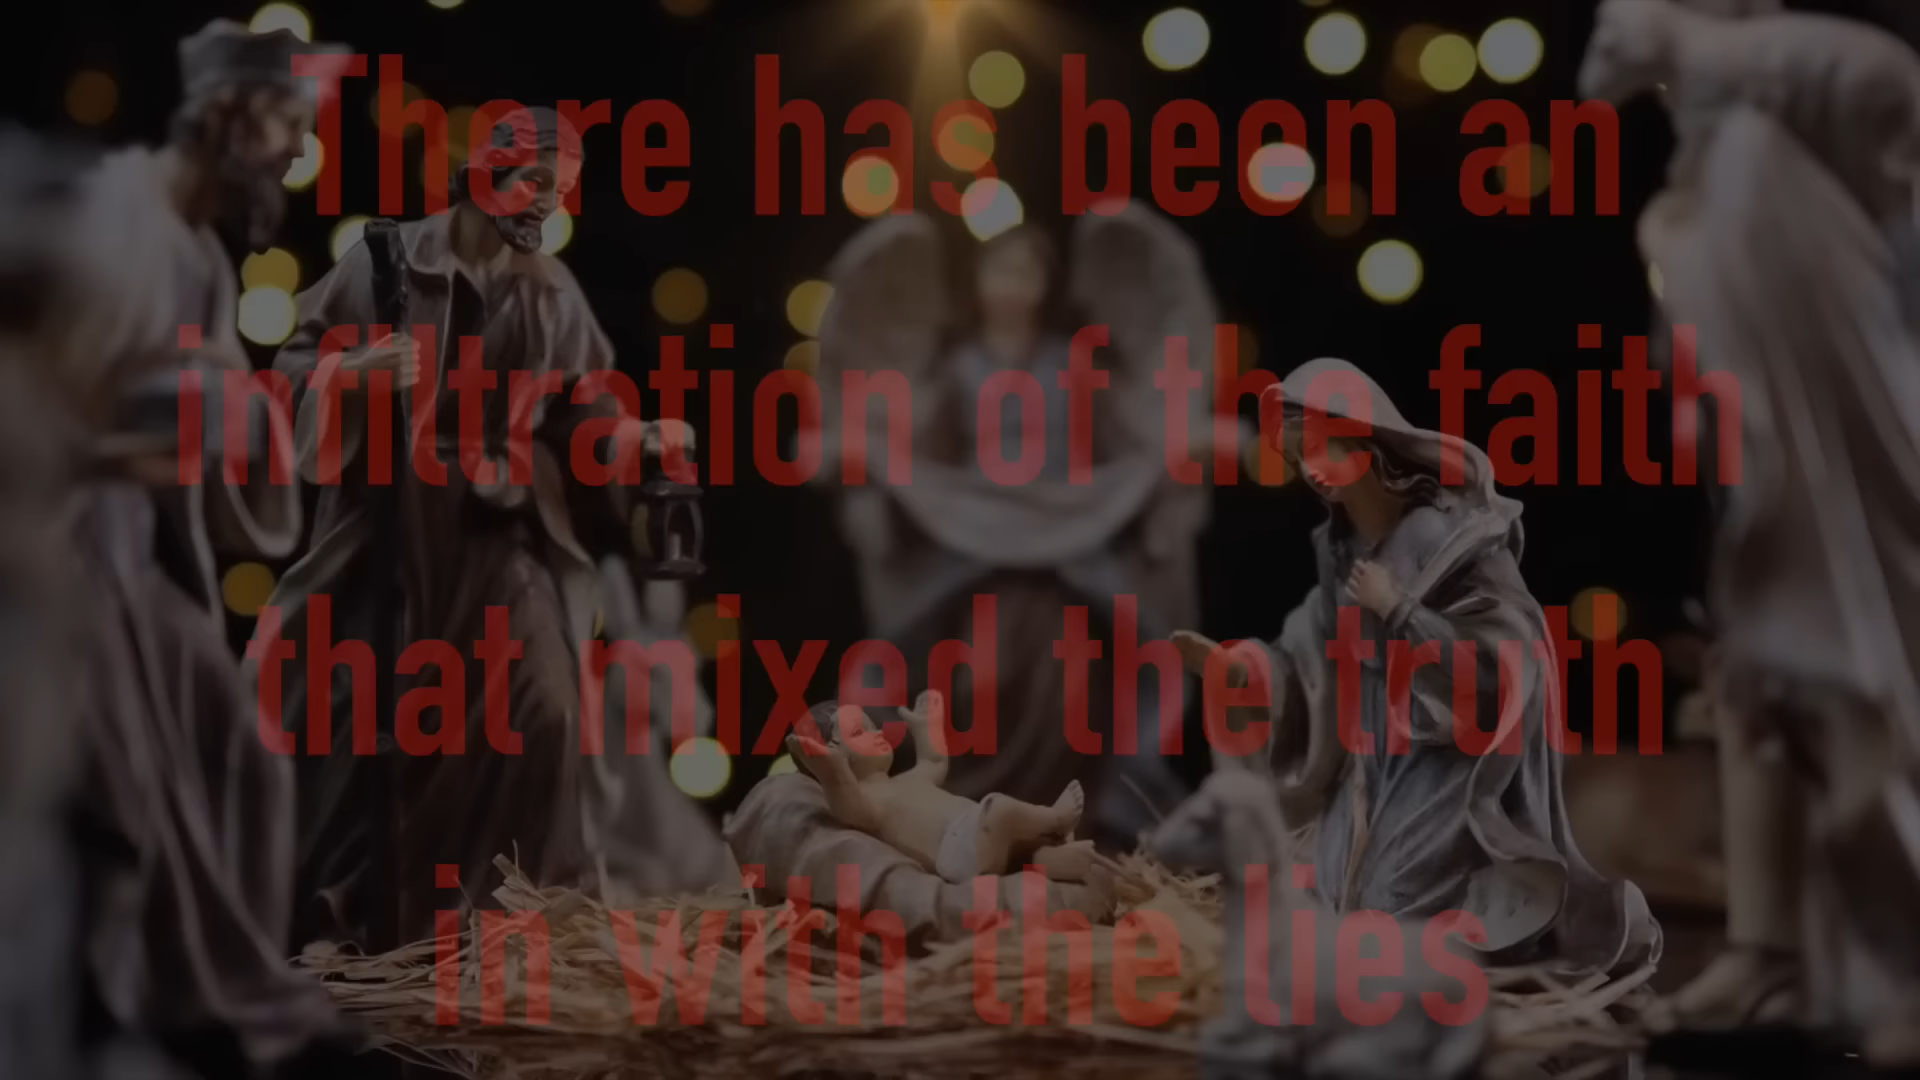 There has been an
infiltration of the faith
that mixed the truth
in with the lies